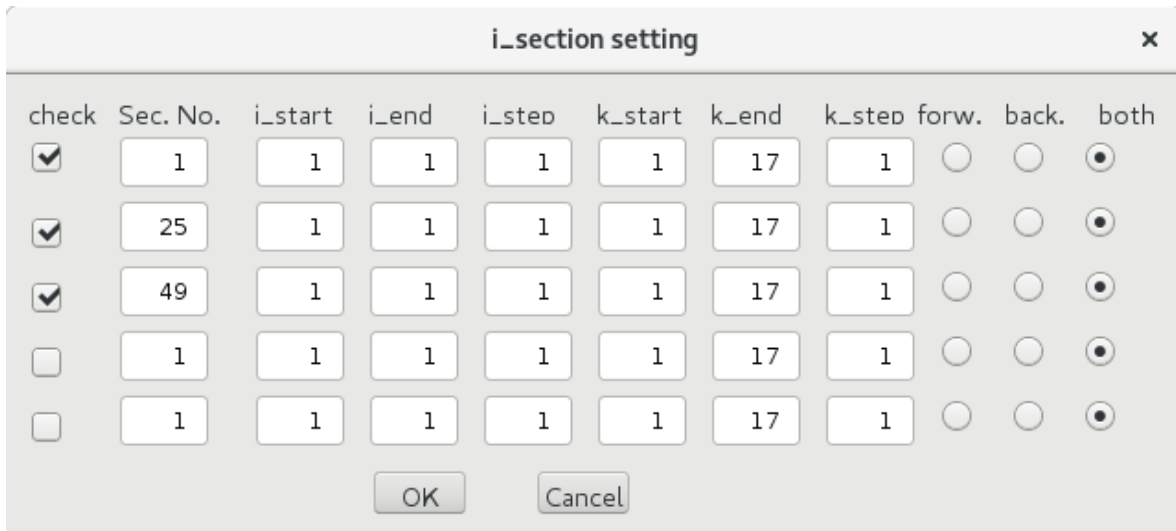 i_section setting
check Sec. No. i_start i_end i_step k_start k_end k_step forw. back. both
1 1 1 1 1 17 1
25 1 1 1 1 17 1
49 1 1 1 1 17 1
1 1 1 1 1 17 1
1 1 1 1 1 17 1
OK Cancel